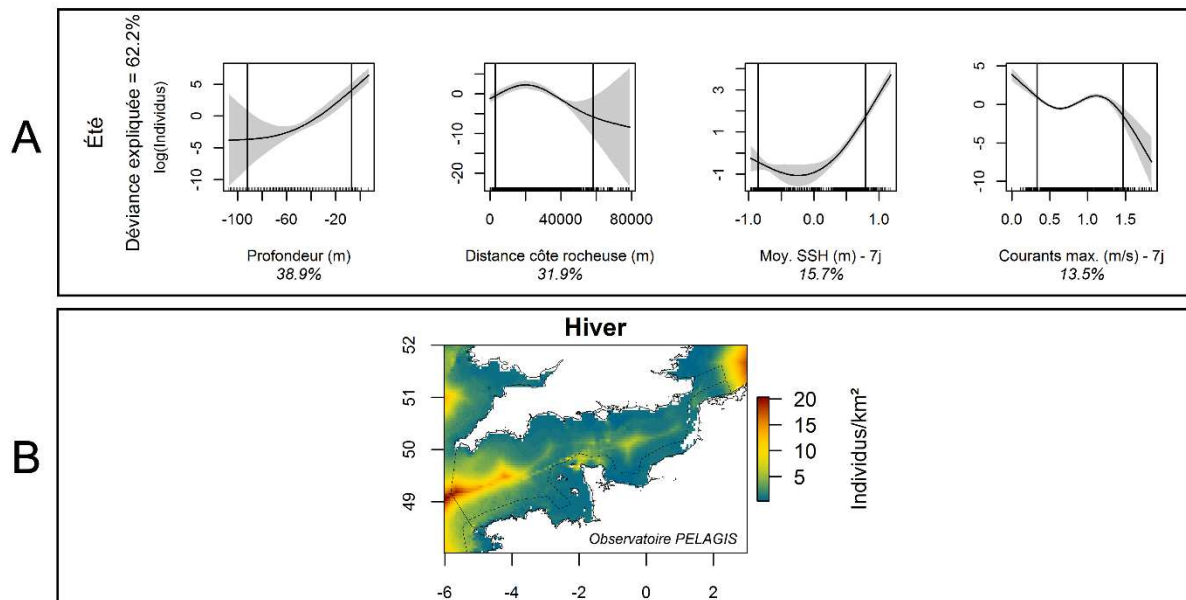 A
Été
Déviance expliquée = 62.2%
log(Individus)
5
0
-5
-10
-100 -60 -20
Profondeur (m)
38.9%
0
-10
-20
0 40000 80000
Distance côte rocheuse (m)
31.9%
3
1
-1
-1.0 0.0 1.0
Moy. SSH (m) - 7j
15.7%
5
0
-5
-10
0.0 0.5 1.0 1.5
Courants max. (m/s) - 7j
13.5%
B
Hiver
52
51
50
49
-6 -4 -2 0 2
Observatoire PELAGIS
20
15
10
5
Individus/km²